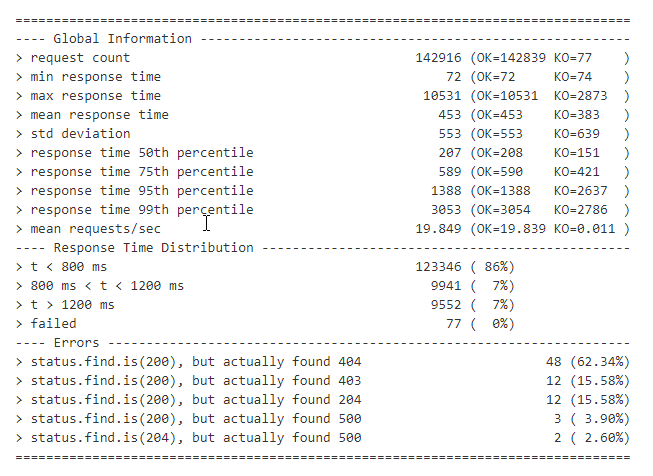 ================================================================================
---- Global Information --------------------------------------------------------
> request count                                     142916 (OK=142839 KO=77    )
> min response time                                     72 (OK=72     KO=74    )
> max response time                                  10531 (OK=10531  KO=2873  )
> mean response time                                   453 (OK=453    KO=383   )
> std deviation                                        553 (OK=553    KO=639   )
> response time 50th percentile                        207 (OK=208    KO=151   )
> response time 75th percentile                        589 (OK=590    KO=421   )
> response time 95th percentile                       1388 (OK=1388   KO=2637  )
> response time 99th percentile                       3053 (OK=3054   KO=2786  )
> mean requests/sec                                 19.849 (OK=19.839 KO=0.011 )
---- Response Time Distribution ------------------------------------------------
> t < 800 ms                                        123346 ( 86%)
> 800 ms < t < 1200 ms                                9941 (  7%)
> t > 1200 ms                                         9552 (  7%)
> failed                                                77 (  0%)
---- Errors --------------------------------------------------------------------
> status.find.is(200), but actually found 404                        48 (62.34%)
> status.find.is(200), but actually found 403                        12 (15.58%)
> status.find.is(200), but actually found 204                        12 (15.58%)
> status.find.is(200), but actually found 500                         3 ( 3.90%)
> status.find.is(204), but actually found 500                         2 ( 2.60%)
================================================================================